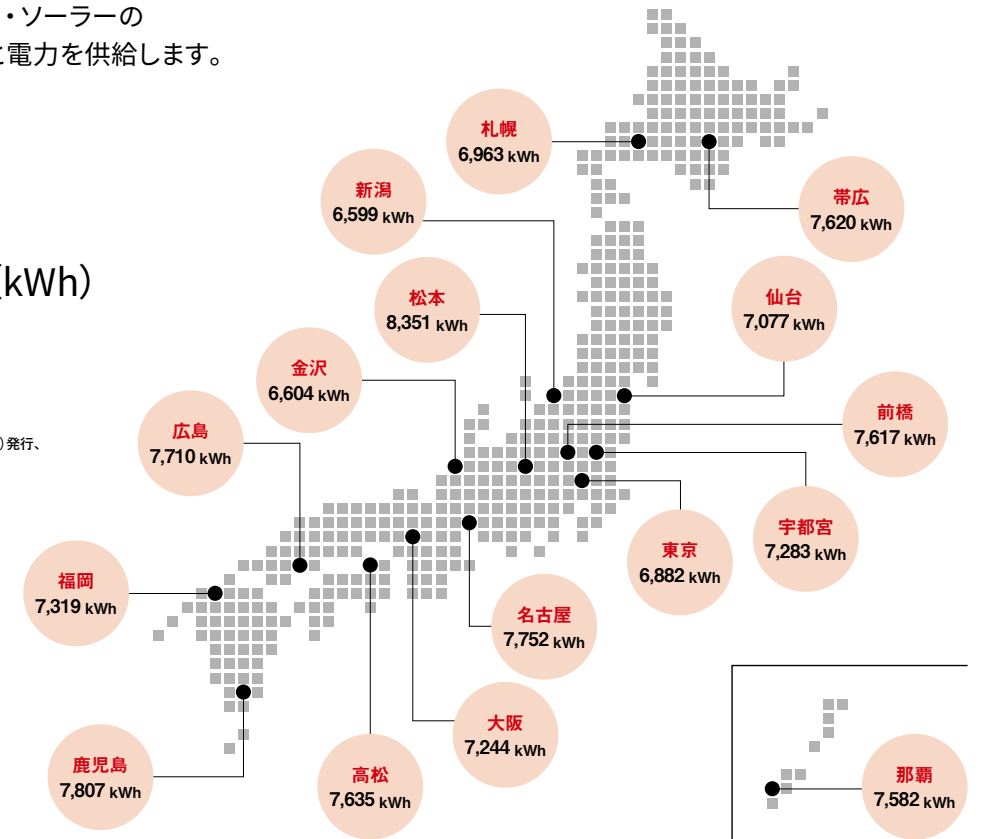 ・ソーラーの
と電力を供給します。
(kWh)
)発行、
札幌
6,963 kWh
新潟
6,599 kWh
帯広
7,620 kWh
松本
8,351 kWh
仙台
7,077 kWh
金沢
6,604 kWh
前橋
7,617 kWh
広島
7,710 kWh
宇都宮
7,283 kWh
東京
6,882 kWh
福岡
7,319 kWh
名古屋
7,752 kWh
大阪
7,244 kWh
鹿児島
7,807 kWh
高松
7,635 kWh
那覇
7,582 kWh